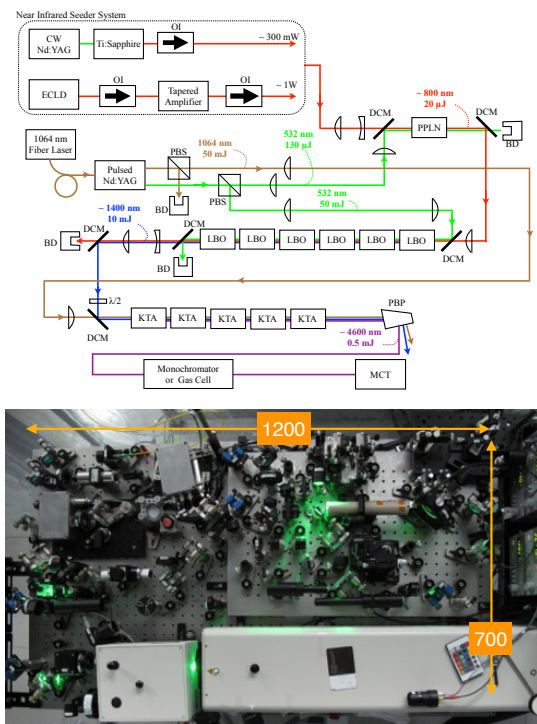 Near Infrared Seeder System
CW
Nd:YAG
Ti:Sapphire
OI
~ 300 mW
ECLD
OI
Tapered
Amplifier
OI
~ 1W
DCM
~ 800 nm
20 µJ
DCM
PPLN
BD
1064 nm
Fiber Laser
Pulsed
Nd:YAG
PBS
1064 nm
50 mJ
532 nm
130 µJ
PBS
BD
532 nm
50 mJ
~ 1400 nm
10 mJ
DCM
DCM
BD
LBO
LBO
LBO
LBO
LBO
LBO
DCM
BD
λ/2
DCM
KTA
KTA
KTA
KTA
KTA
PBP
~ 4600 nm
0.5 mJ
Monochromator
or Gas Cell
MCT
1200
700